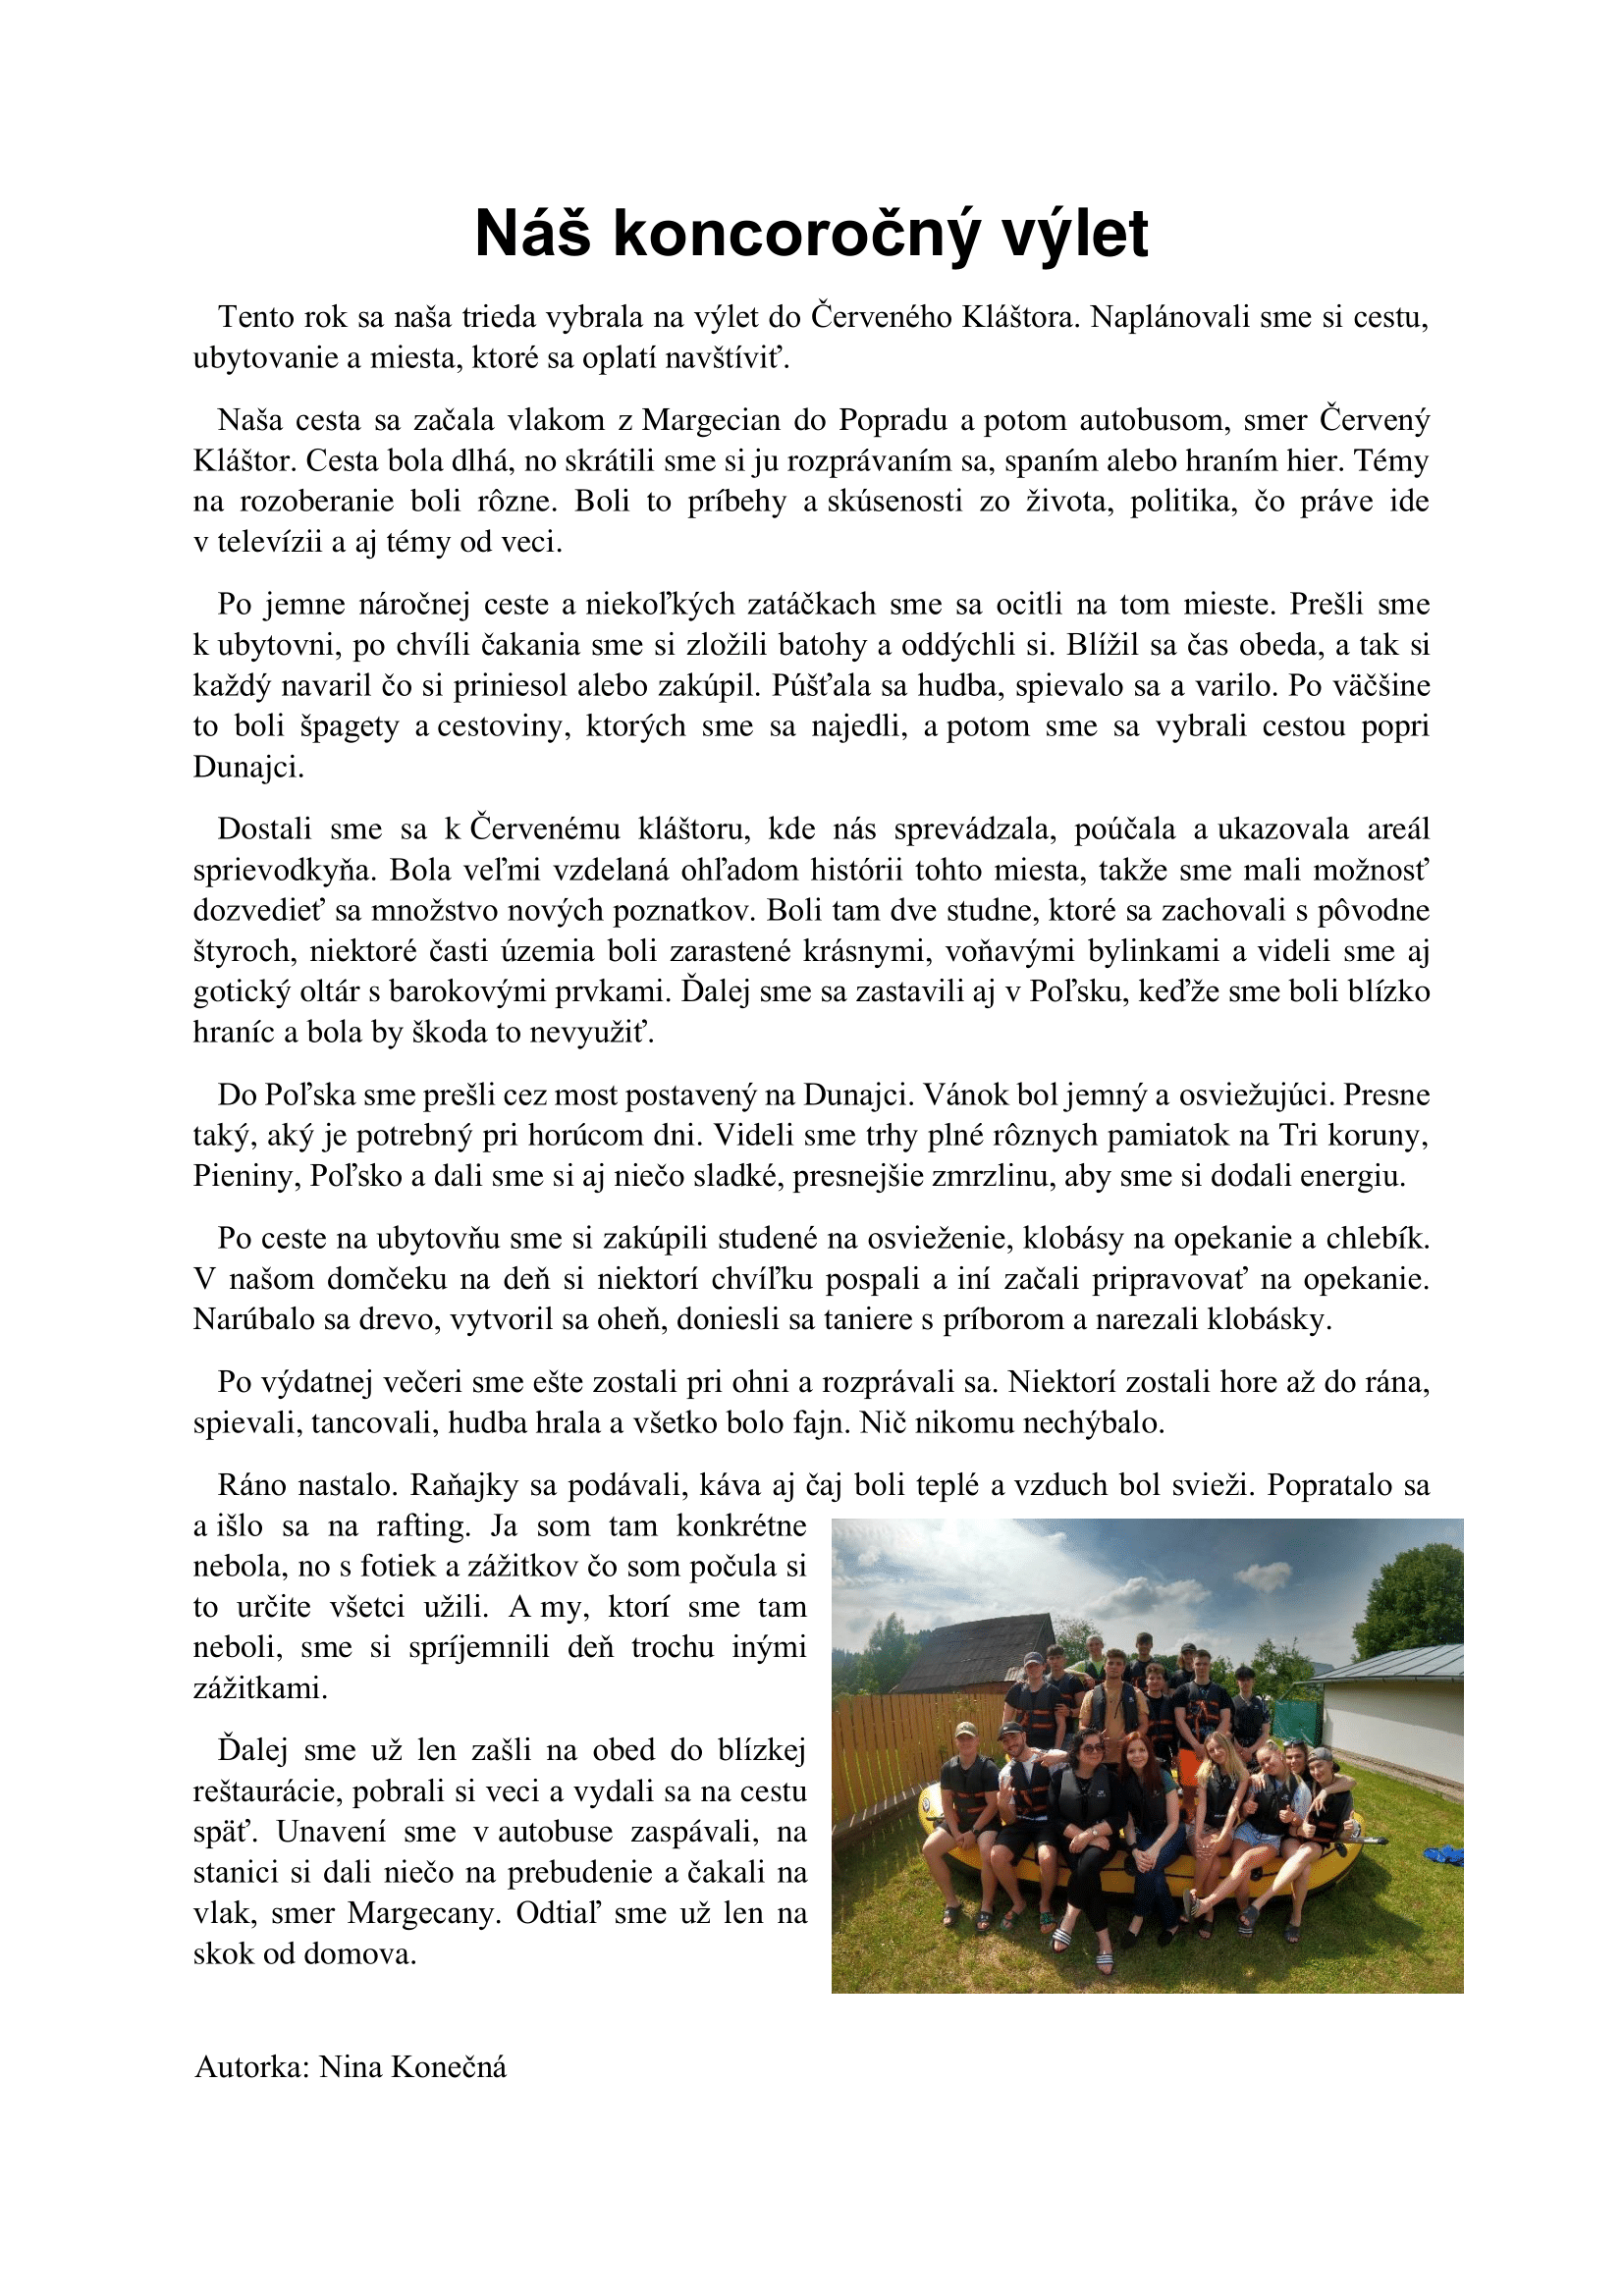 Náš koncoročný výlet
Tento rok sa naša trieda vybrala na výlet do Červeného Kláštora. Naplánovali sme si cestu,
ubytovanie a miesta, ktoré sa oplatí navštíviť.
Naša cesta sa začala vlakom z Margecian do Popradu a potom autobusom, smer Červený
Kláštor. Cesta bola dlhá, no skrátili sme si ju rozprávaním sa, spaním alebo hraním hier. Témy
na rozoberanie boli rôzne. Boli to príbehy a skúsenosti zo života, politika, čo práve ide
v televízii a aj témy od veci.
Po jemne náročnej ceste a niekoľkých zatáčkach sme sa ocitli na tom mieste. Prešli sme
k ubytovni, po chvíli čakania sme si zložili batohy a oddýchli si. Blížil sa čas obeda, a tak si
každý navaril čo si priniesol alebo zakúpil. Púšťala sa hudba, spievalo sa a varilo. Po väčšine
to boli špagety a cestoviny, ktorých sme sa najedli, a potom sme sa vybrali cestou popri
Dunajci.
Dostali sme sa k Červenému kláštoru, kde nás sprevádzala, poúčala a ukazovala areál
sprievodkyňa. Bola veľmi vzdelaná ohľadom histórii tohto miesta, takže sme mali možnosť
dozvedieť sa množstvo nových poznatkov. Boli tam dve studne, ktoré sa zachovali s pôvodne
štyroch, niektoré časti územia boli zarastené krásnymi, voňavými bylinkami a videli sme aj
gotický oltár s barokovými prvkami. Ďalej sme sa zastavili aj v Poľsku, keďže sme boli blízko
hraníc a bola by škoda to nevyužiť.
Do Poľska sme prešli cez most postavený na Dunajci. Vánok bol jemný a osviežujúci. Presne
taký, aký je potrebný pri horúcom dni. Videli sme trhy plné rôznych pamiatok na Tri koruny,
Pieniny, Poľsko a dali sme si aj niečo sladké, presnejšie zmrzlinu, aby sme si dodali energiu.
Po ceste na ubytovňu sme si zakúpili studené na osvieženie, klobásy na opekanie a chlebík.
V našom domčeku na deň si niektorí chvíľku pospali a iní začali pripravovať na opekanie.
Narúbalo sa drevo, vytvoril sa oheň, doniesli sa taniere s príborom a narezali klobásky.
Po výdatnej večeri sme ešte zostali pri ohni a rozprávali sa. Niektorí zostali hore až do rána,
spievali, tancovali, hudba hrala a všetko bolo fajn. Nič nikomu nechýbalo.
Ráno nastalo. Raňajky sa podávali, káva aj čaj boli teplé a vzduch bol svieži. Popratalo sa
a išlo sa na rafting. Ja som tam konkrétne
nebola, no s fotiek a zážitkov čo som počula si
to určite všetci užili. A my, ktorí sme tam
neboli, sme si spríjemnili deň trochu inými
zážitkami.
Ďalej sme už len zašli na obed do blízkej
reštaurácie, pobrali si veci a vydali sa na cestu
späť. Unavení sme v autobuse zaspávali, na
stanici si dali niečo na prebudenie a čakali na
vlak, smer Margecany. Odtiaľ sme už len na
skok od domova.
Autorka: Nina Konečná